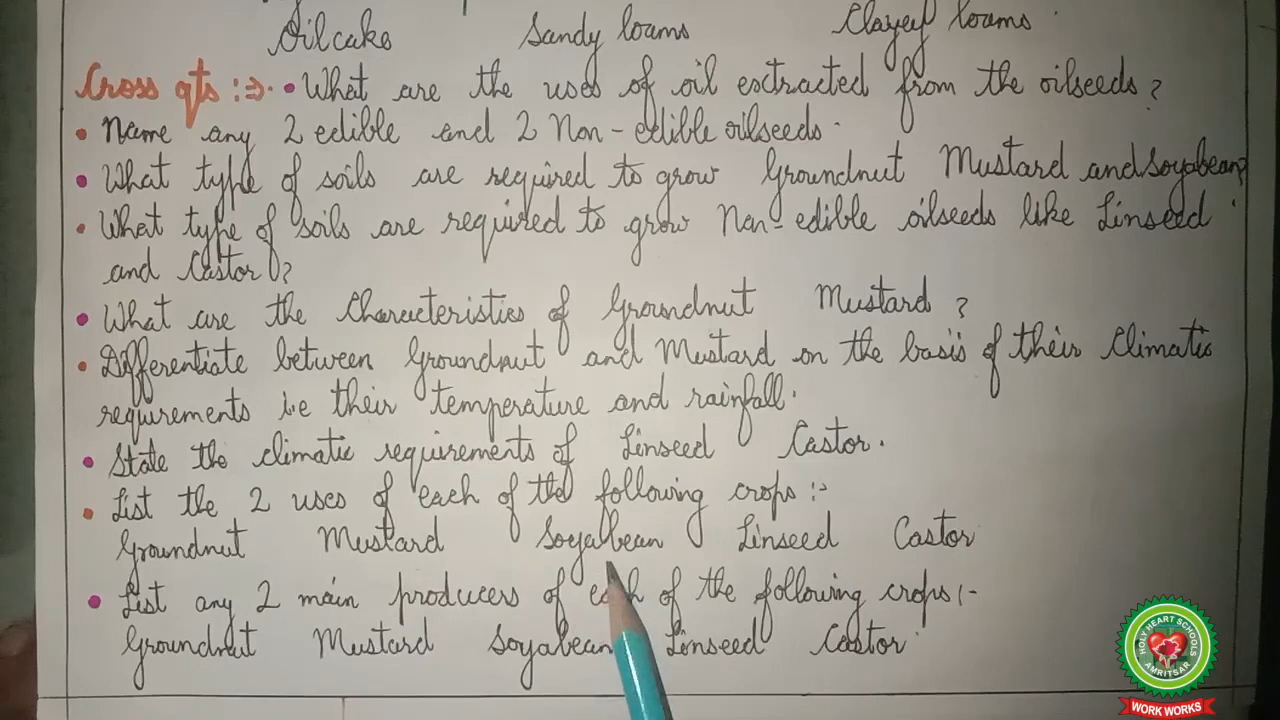 Oilcake Sandy loams Clayey loams
Cross qts :⇒ • What are the uses of oil extracted from the oilseeds ?
• Name any 2 edible and 2 Non-edible oilseeds.
• What type of soils are required to grow Groundnut Mustard and Soyabean?
• What type of soils are required to grow Non-edible oilseeds like Linseed
and Castor ?
• What are the Characteristics of Groundnut Mustard ?
• Differentiate between Groundnut and Mustard on the basis of their Climatic
requrements i.e their temperature and rainfall.
• State the climatic requirements of Linseed Castor.
• List the 2 uses of each of the following crops :-
Groundnut Mustard Soyabean Linseed Castor
• List any 2 main producers of each of the following crops :-
Groundnut Mustard Soyabean Linseed Castor
HOLY HEART SCHOOLS
AMRITSAR
WORK WORKS